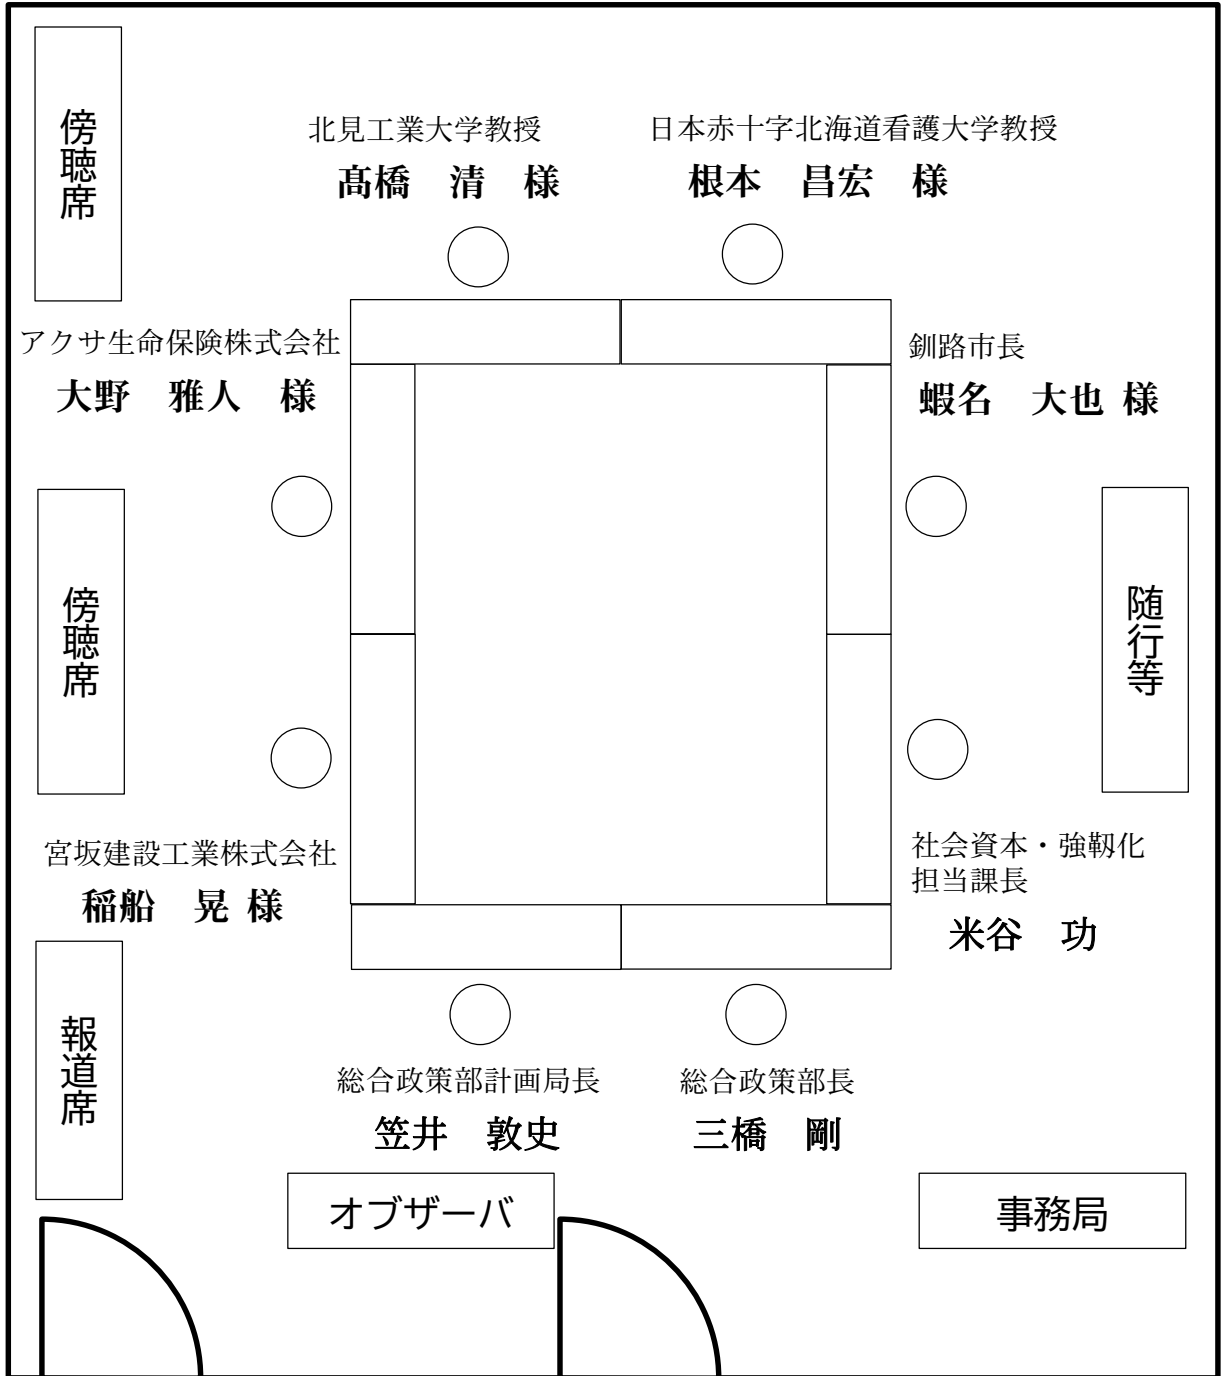 傍聴席
北見工業大学教授
髙橋　清　様
日本赤十字北海道看護大学教授
根本　昌宏　様
アクサ生命保険株式会社
大野　雅人　様
釧路市長
蝦名　大也 様
傍聴席
随行等
宮坂建設工業株式会社
稲船　晃 様
社会資本・強靱化
担当課長
米谷　功
報道席
総合政策部計画局長
笠井　敦史
総合政策部長
三橋　剛
オブザーバ
事務局